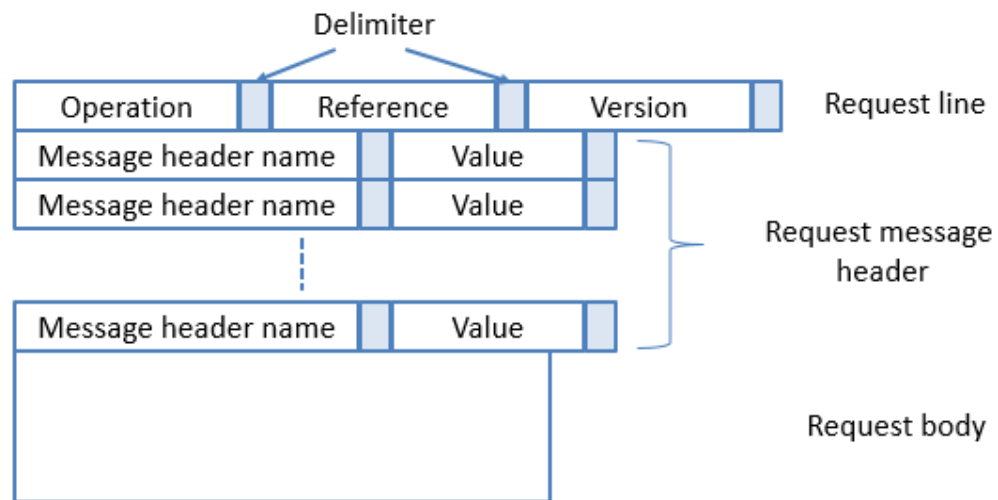 Delimiter
Operation Reference Version Request line
Message header name Value
Message header name Value
Request message
header
Message header name Value
Request body